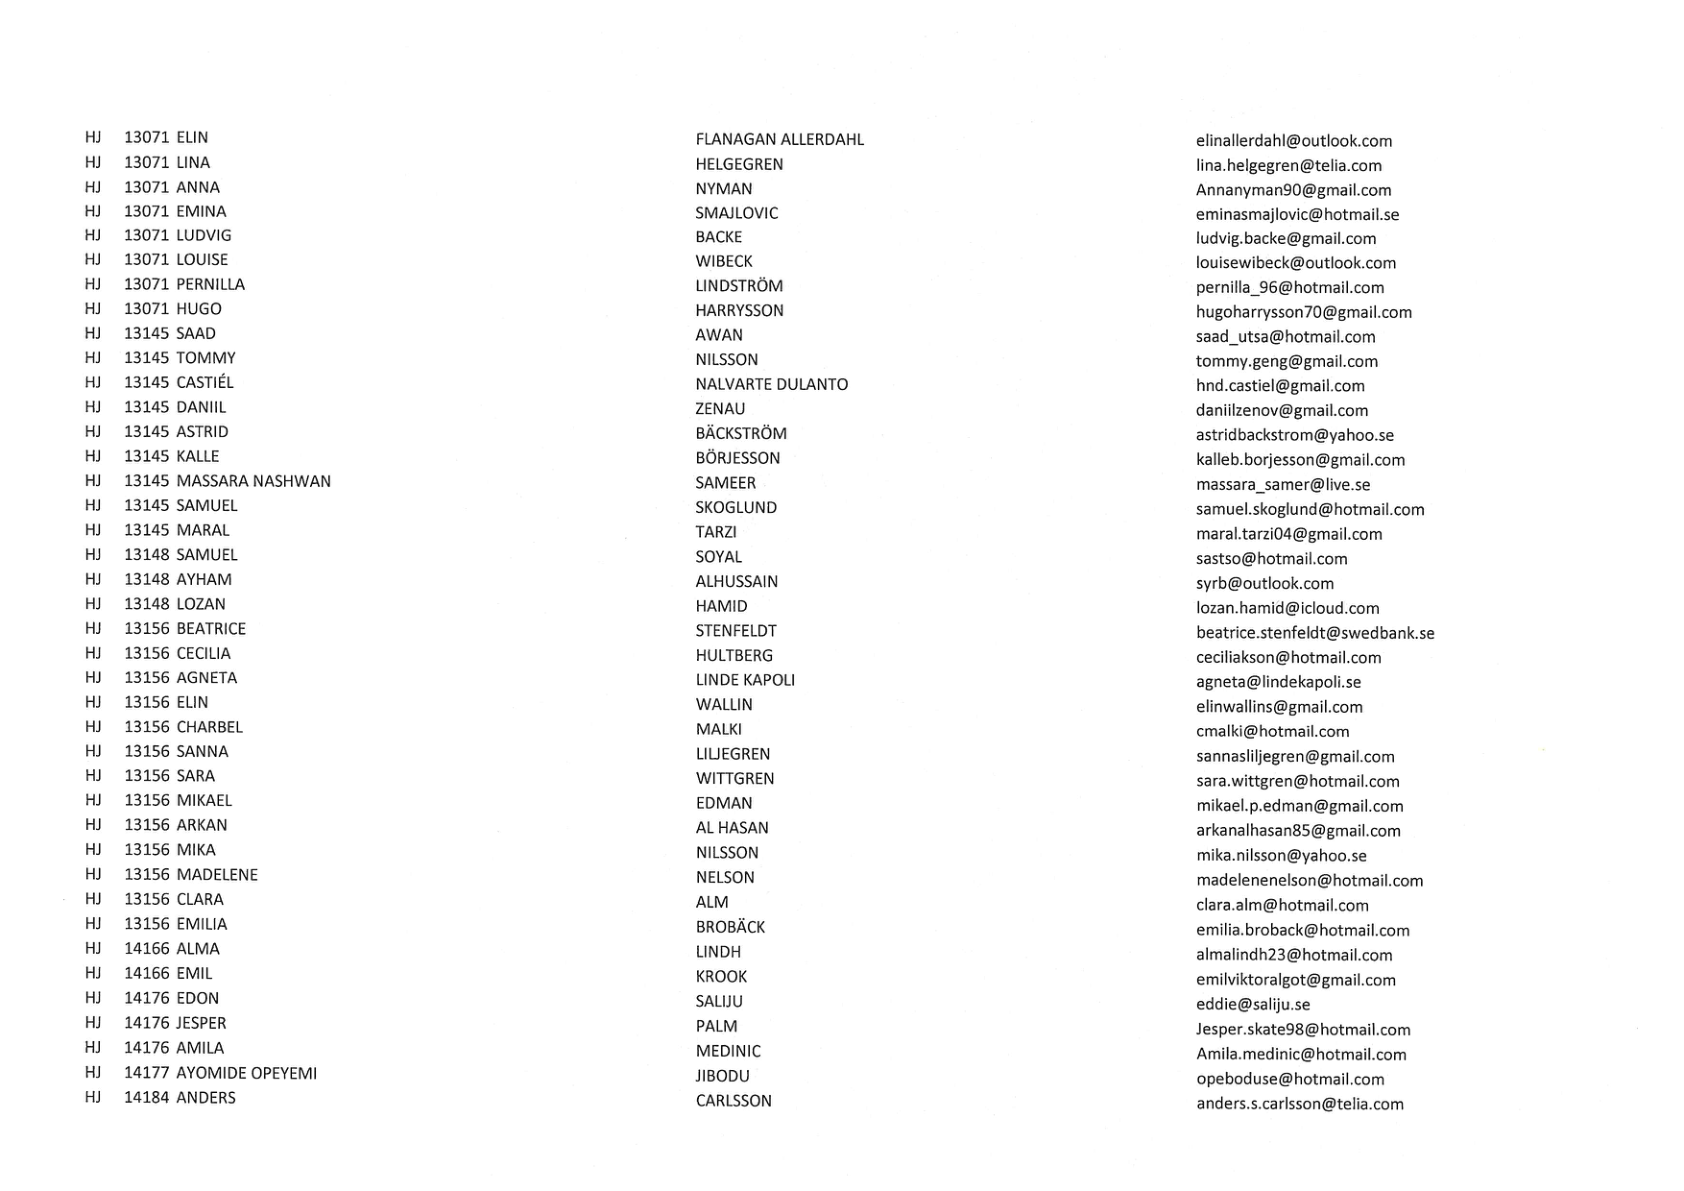 HJ 13071 ELIN FLANAGAN ALLERDAHL elinallerdahl@outlook.com
HJ 13071 LINA HELGEGREN lina.helgegren@telia.com
HJ 13071 ANNA NYMAN Annanyman90@gmail.com
HJ 13071 EMINA SMAJLOVIC eminasmajlovic@hotmail.se
HJ 13071 LUDVIG BACKE ludvig.backe@gmail.com
HJ 13071 LOUISE WIBECK louisewibeck@outlook.com
HJ 13071 PERNILLA LINDSTRÖM pernilla_96@hotmail.com
HJ 13071 HUGO HARRYSSON hugoharrysson70@gmail.com
HJ 13145 SAAD AWAN saad_utsa@hotmail.com
HJ 13145 TOMMY NILSSON tommy.geng@gmail.com
HJ 13145 CASTIÉL NALVARTE DULANTO hnd.castiel@gmail.com
HJ 13145 DANIIL ZENAU daniilzenov@gmail.com
HJ 13145 ASTRID BÄCKSTRÖM astridbackstrom@yahoo.se
HJ 13145 KALLE BÖRJESSON kalleb.borjesson@gmail.com
HJ 13145 MASSARA NASHWAN SAMEER massara_samer@live.se
HJ 13145 SAMUEL SKOGLUND samuel.skoglund@hotmail.com
HJ 13145 MARAL TARZI maral.tarzi04@gmail.com
HJ 13148 SAMUEL SOYAL sastso@hotmail.com
HJ 13148 AYHAM ALHUSSAIN syrb@outlook.com
HJ 13148 LOZAN HAMID lozan.hamid@icloud.com
HJ 13156 BEATRICE STENFELDT beatrice.stenfeldt@swedbank.se
HJ 13156 CECILIA HULTBERG ceciliakson@hotmail.com
HJ 13156 AGNETA LINDE KAPOLI agneta@lindekapoli.se
HJ 13156 ELIN WALLIN elinwallins@gmail.com
HJ 13156 CHARBEL MALKI cmalki@hotmail.com
HJ 13156 SANNA LILJEGREN sannasliljegren@gmail.com
HJ 13156 SARA WITTGREN sara.wittgren@hotmail.com
HJ 13156 MIKAEL EDMAN mikael.p.edman@gmail.com
HJ 13156 ARKAN AL HASAN arkanalhasan85@gmail.com
HJ 13156 MIKA NILSSON mika.nilsson@yahoo.se
HJ 13156 MADELENE NELSON madelenenelson@hotmail.com
HJ 13156 CLARA ALM clara.alm@hotmail.com
HJ 13156 EMILIA BROBÄCK emilia.broback@hotmail.com
HJ 14166 ALMA LINDH almalindh23@hotmail.com
HJ 14166 EMIL KROOK emilviktoralgot@gmail.com
HJ 14176 EDON SALIJU eddie@saliju.se
HJ 14176 JESPER PALM Jesper.skate98@hotmail.com
HJ 14176 AMILA MEDINIC Amila.medinic@hotmail.com
HJ 14177 AYOMIDE OPEYEMI JIBODU opeboduse@hotmail.com
HJ 14184 ANDERS CARLSSON anders.s.carlsson@telia.com